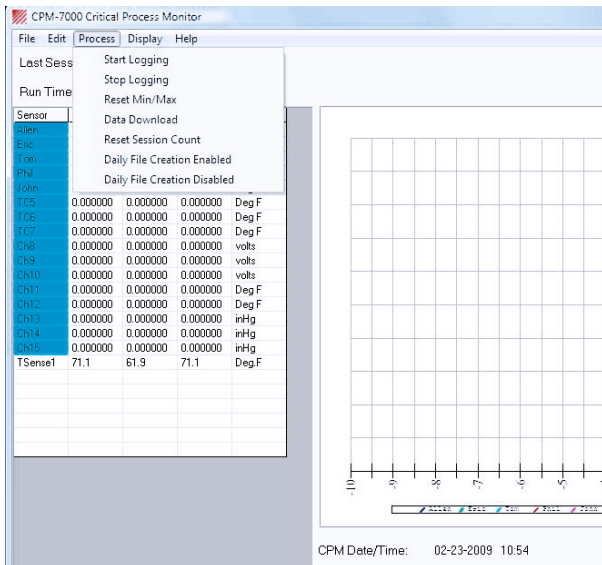 CPM-7000 Critical Process Monitor
File Edit Process Display Help
Last Sess
Run Time
Start Logging
Stop Logging
Reset Min/Max
Data Download
Reset Session Count
Daily File Creation Enabled
Daily File Creation Disabled
Sensor
Allen
Eric
Tom
Phil
John
TC5 0.000000 0.000000 0.000000 Deg F
TC6 0.000000 0.000000 0.000000 Deg F
TC7 0.000000 0.000000 0.000000 Deg F
Ch8 0.000000 0.000000 0.000000 volts
Ch9 0.000000 0.000000 0.000000 volts
Ch10 0.000000 0.000000 0.000000 volts
Ch11 0.000000 0.000000 0.000000 Deg F
Ch12 0.000000 0.000000 0.000000 Deg F
Ch13 0.000000 0.000000 0.000000 inHg
Ch14 0.000000 0.000000 0.000000 inHg
Ch15 0.000000 0.000000 0.000000 inHg
TSense1 71.1 61.9 71.1 Deg.F
-10 -9 -8 -7 -6 -5
Allen Eric Tom Phil John
CPM Date/Time: 02-23-2009 10:54